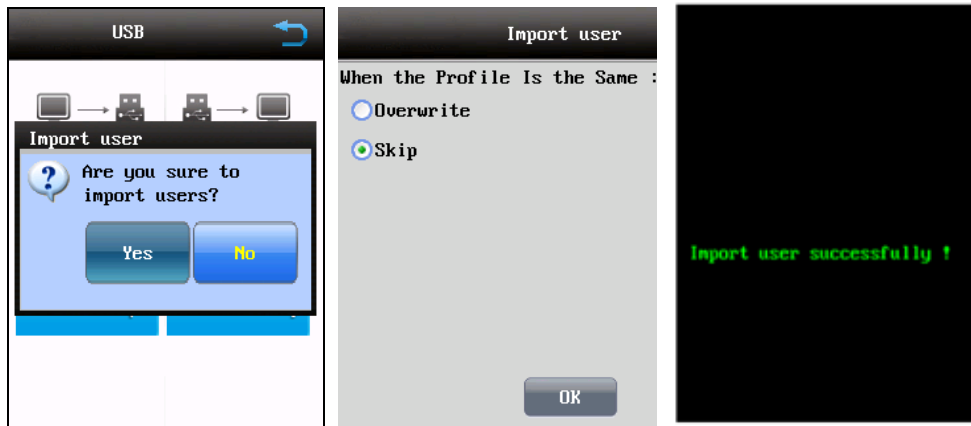 USB
Import user
Are you sure to
import users?
Yes
No
Import user
When the Profile Is the Same :
Overwrite
Skip
OK
Import user successfully !